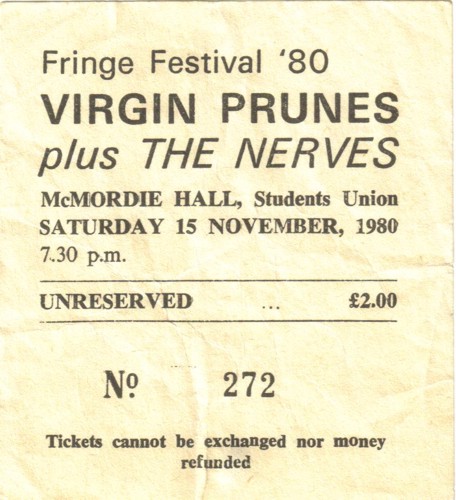 Fringe Festival '80
VIRGIN PRUNES
plus THE NERVES
McMORDIE HALL, Students Union
SATURDAY 15 NOVEMBER, 1980
7.30 p.m.
UNRESERVED ... £2.00
Nº 272
Tickets cannot be exchanged nor money
refunded